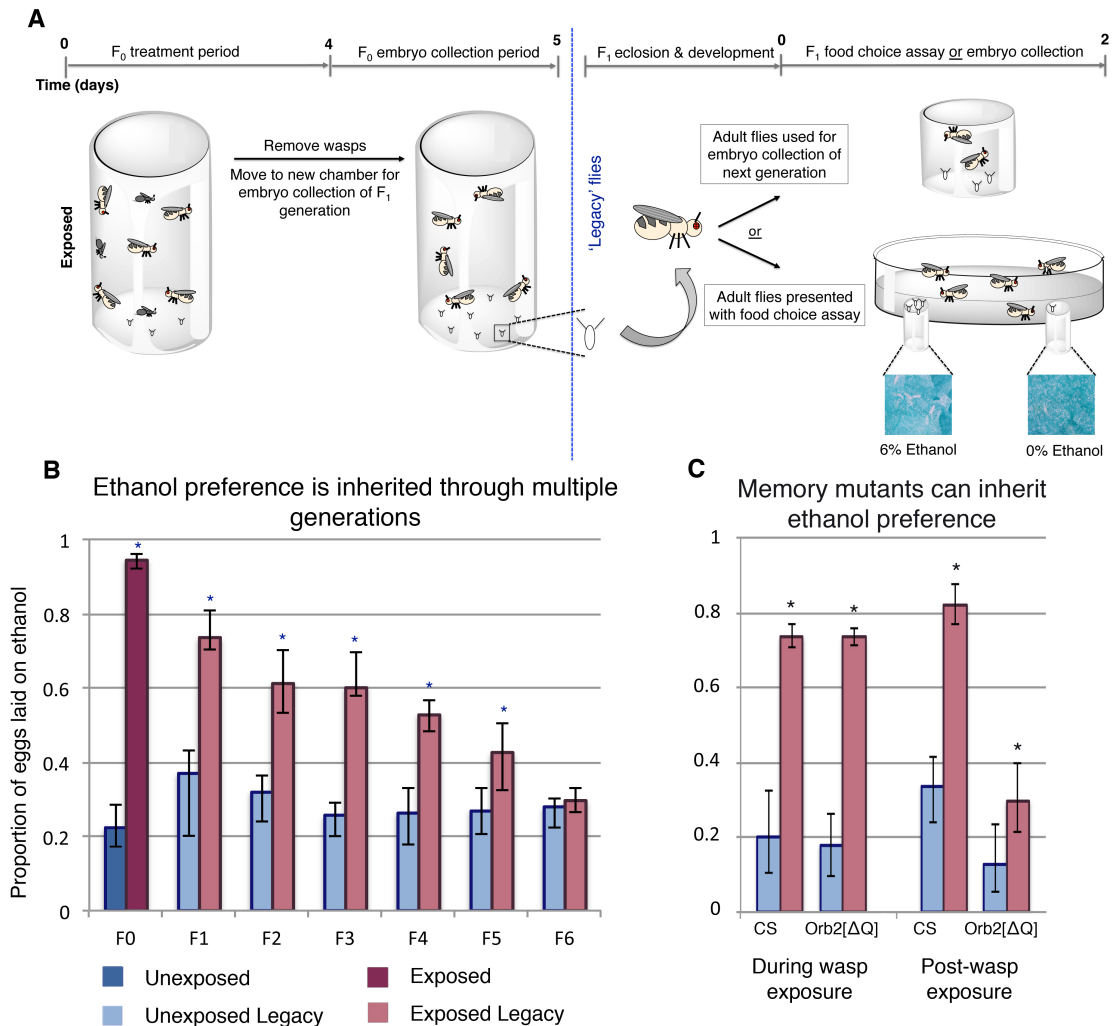 A
0
F0 treatment period
4
F0 embryo collection period
5
F1 eclosion & development
0
F1 food choice assay or embryo collection
2
Time (days)
Exposed
Remove wasps
Move to new chamber for
embryo collection of F1
generation
'Legacy' flies
Adult flies used for
embryo collection of
next generation
or
Adult flies presented
with food choice assay
6% Ethanol
0% Ethanol
B
Ethanol preference is inherited through multiple
generations
Proportion of eggs laid on ethanol
1
0.8
0.6
0.4
0.2
0
*
*
*
*
*
*
F0
F1
F2
F3
F4
F5
F6
Unexposed
Exposed
Unexposed Legacy
Exposed Legacy
C
Memory mutants can inherit
ethanol preference
1
0.8
0.6
0.4
0.2
0
*
*
*
*
CS
Orb2[ΔQ]
CS
Orb2[ΔQ]
During wasp
exposure
Post-wasp
exposure